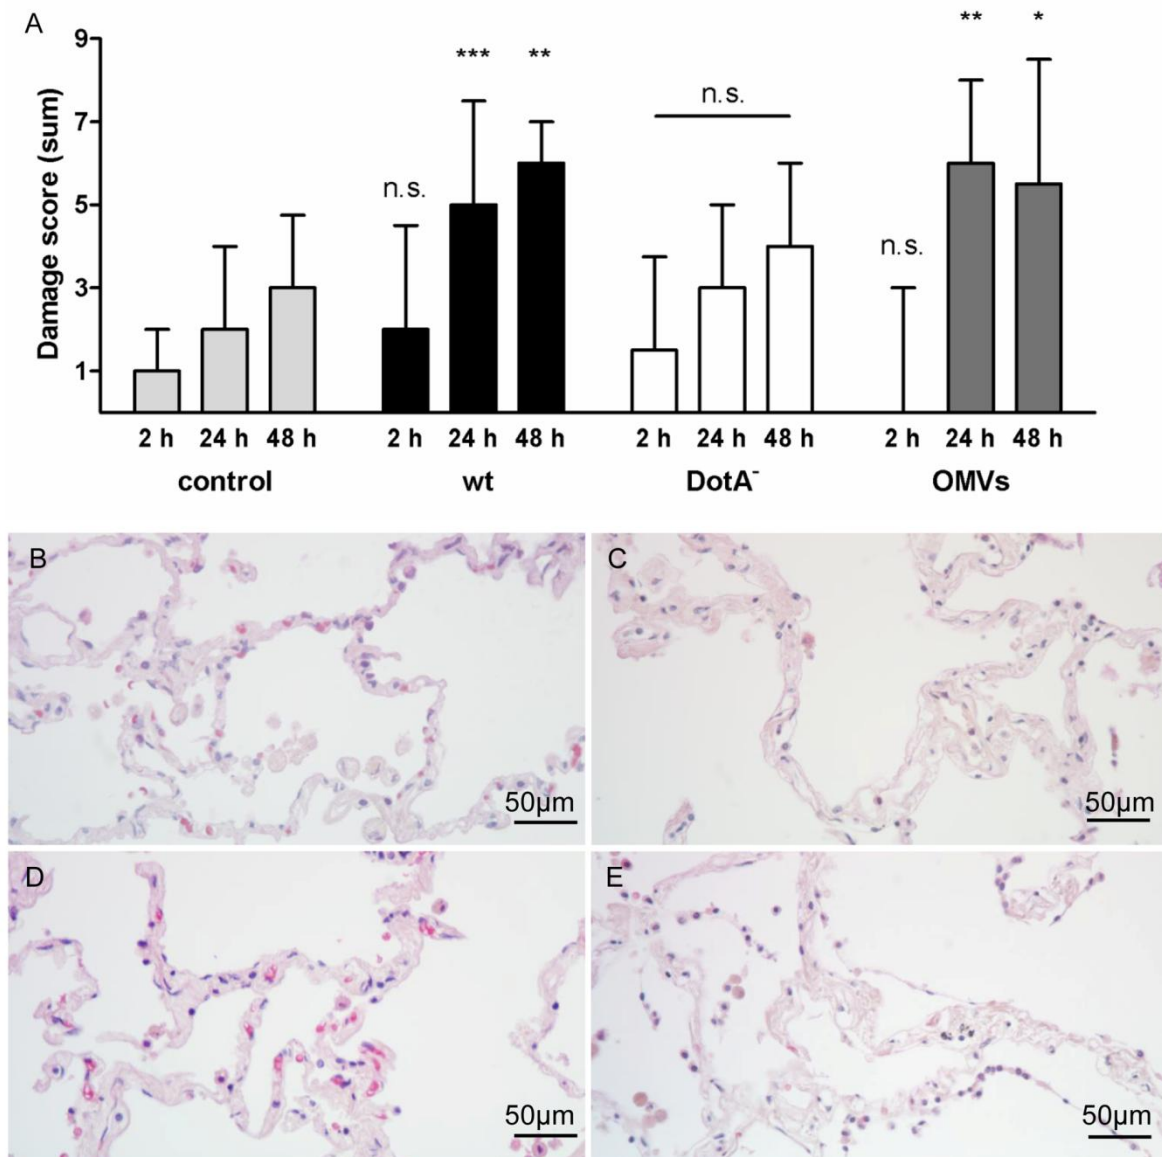 A
Damage score (sum)
9
7
5
3
1
n.s.
***
**
n.s.
n.s.
**
*
2 h 24 h 48 h 2 h 24 h 48 h 2 h 24 h 48 h 2 h 24 h 48 h
control wt DotA⁻ OMVs
B
50µm
C
50µm
D
50µm
E
50µm